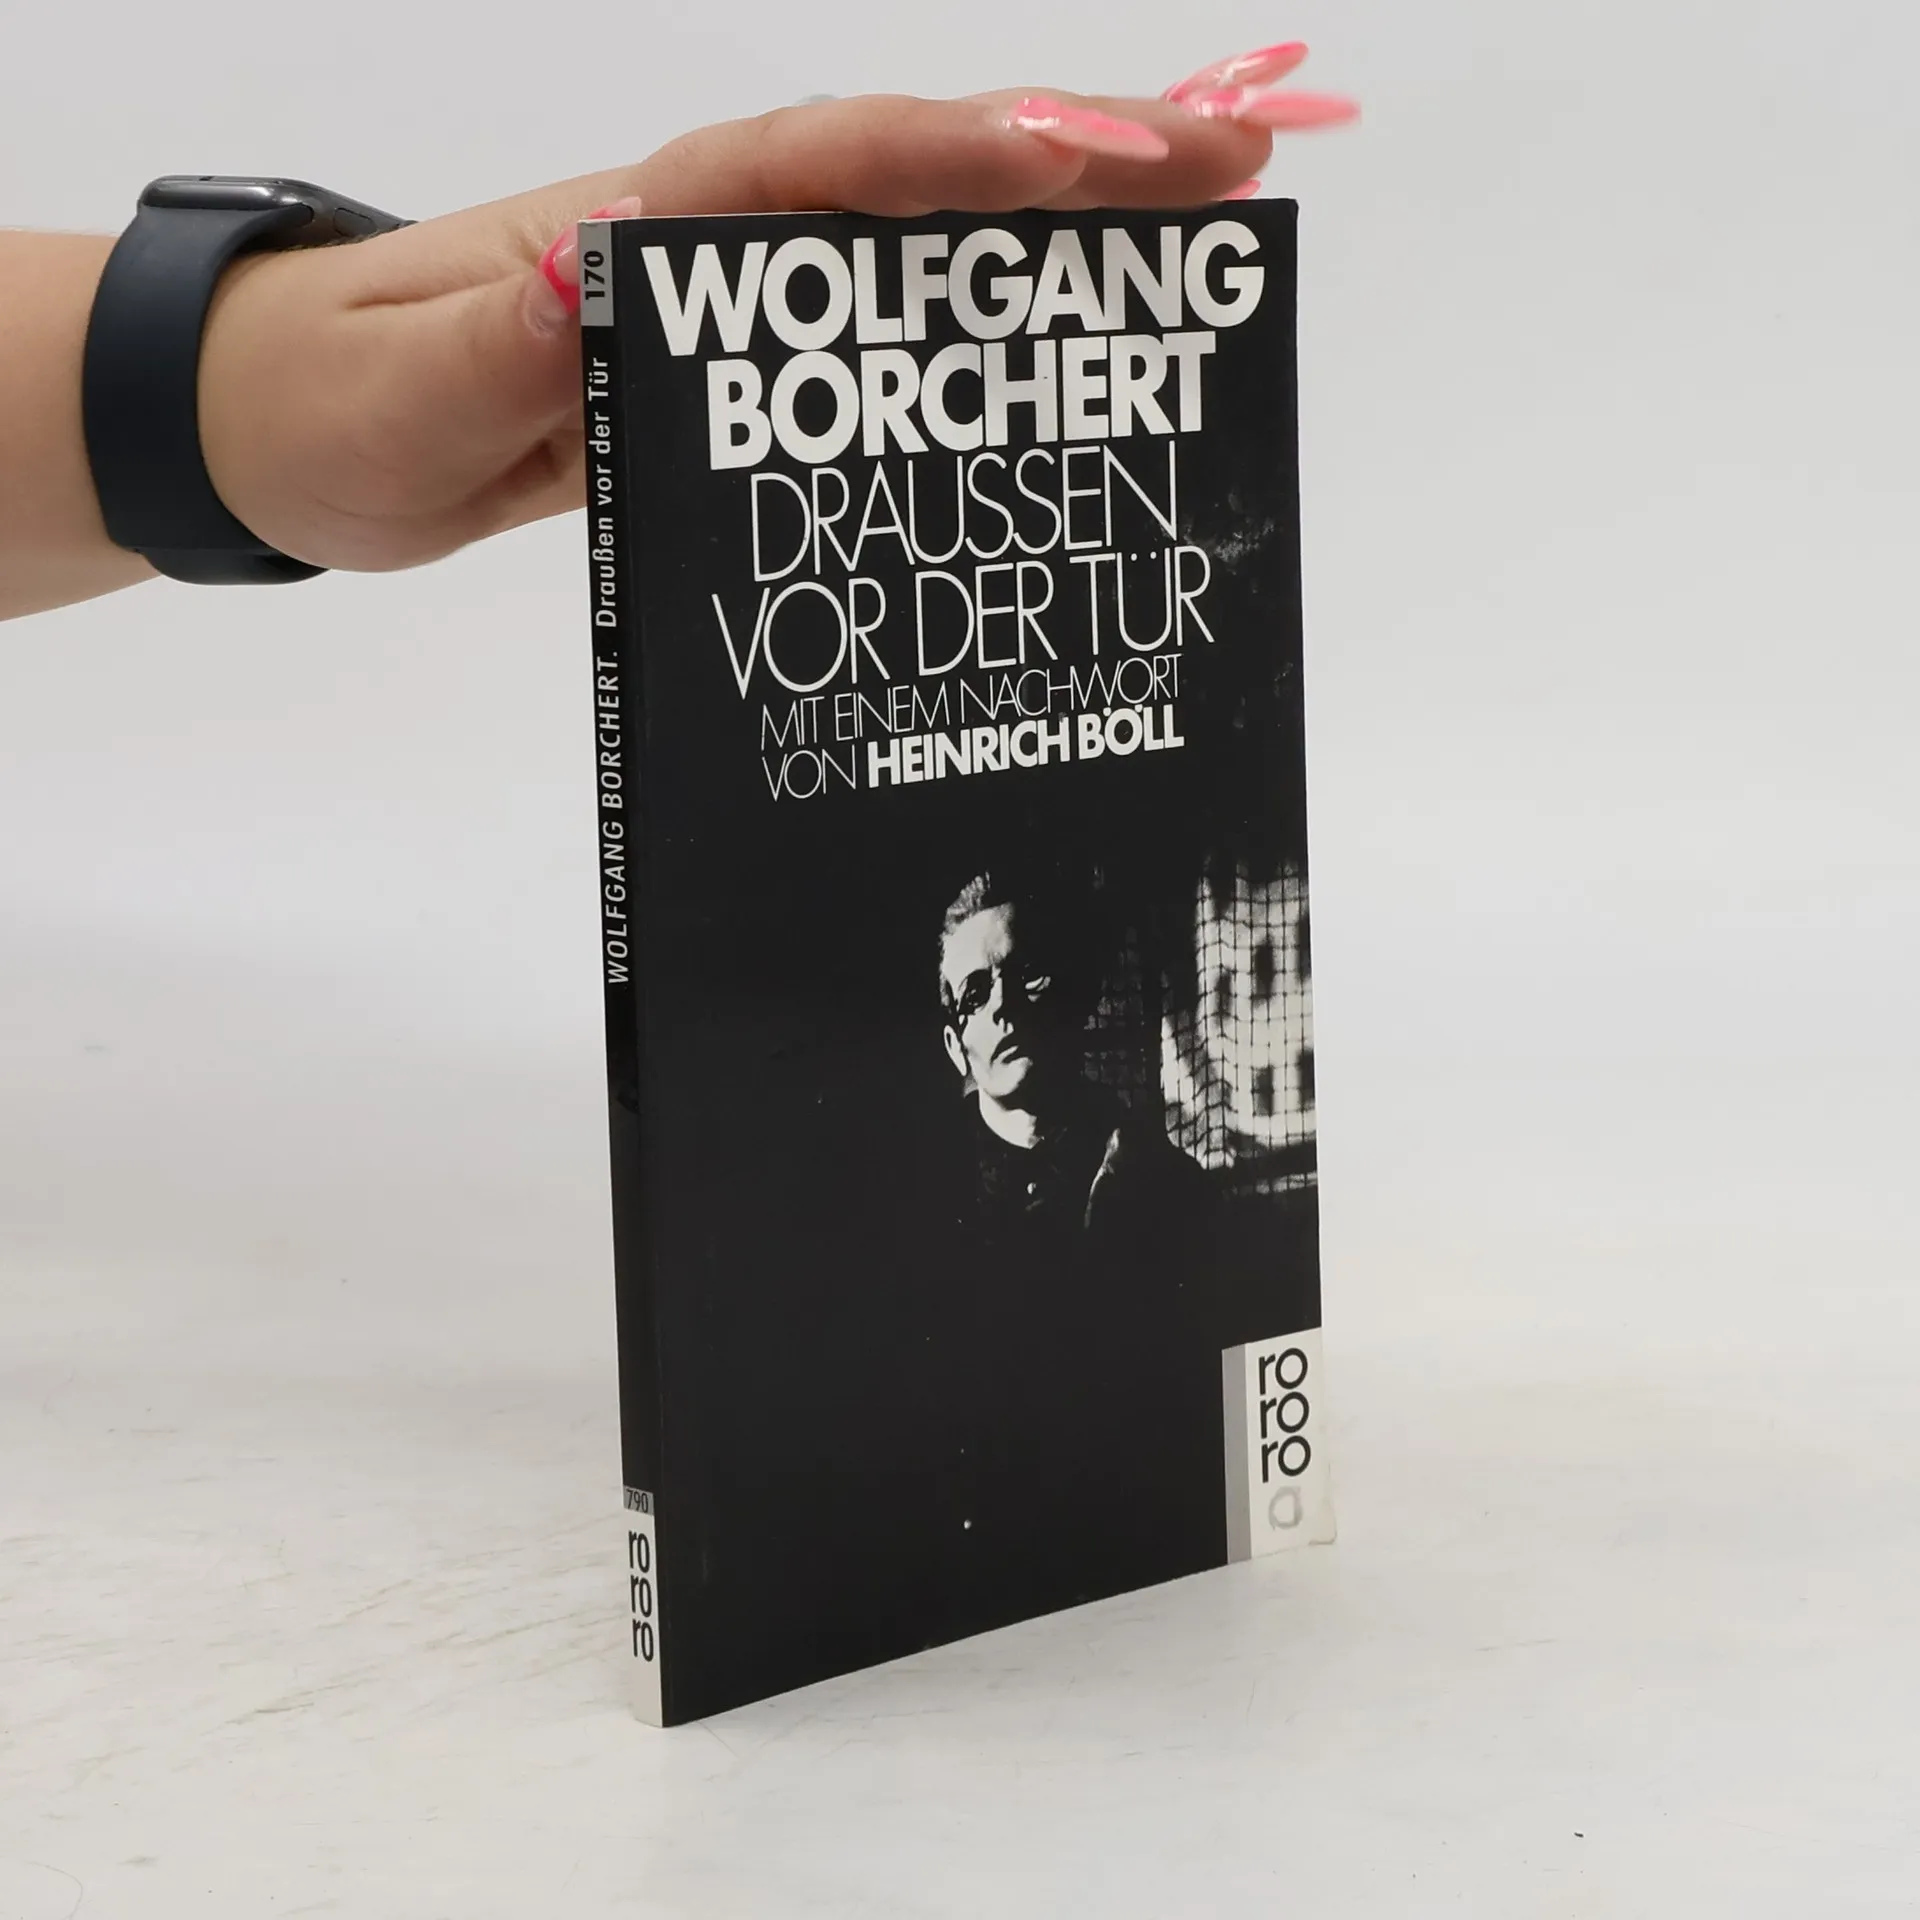 WOLFGANG
BORCHERT
DRAUSSEN
VOR DER TÜR
MIT EINEM NACHWORT
VON HEINRICH BÖLL
ro
ro
ro
a
170
WOLFGANG BORCHERT. Draußen vor der Tür
790
ro
ro
ro